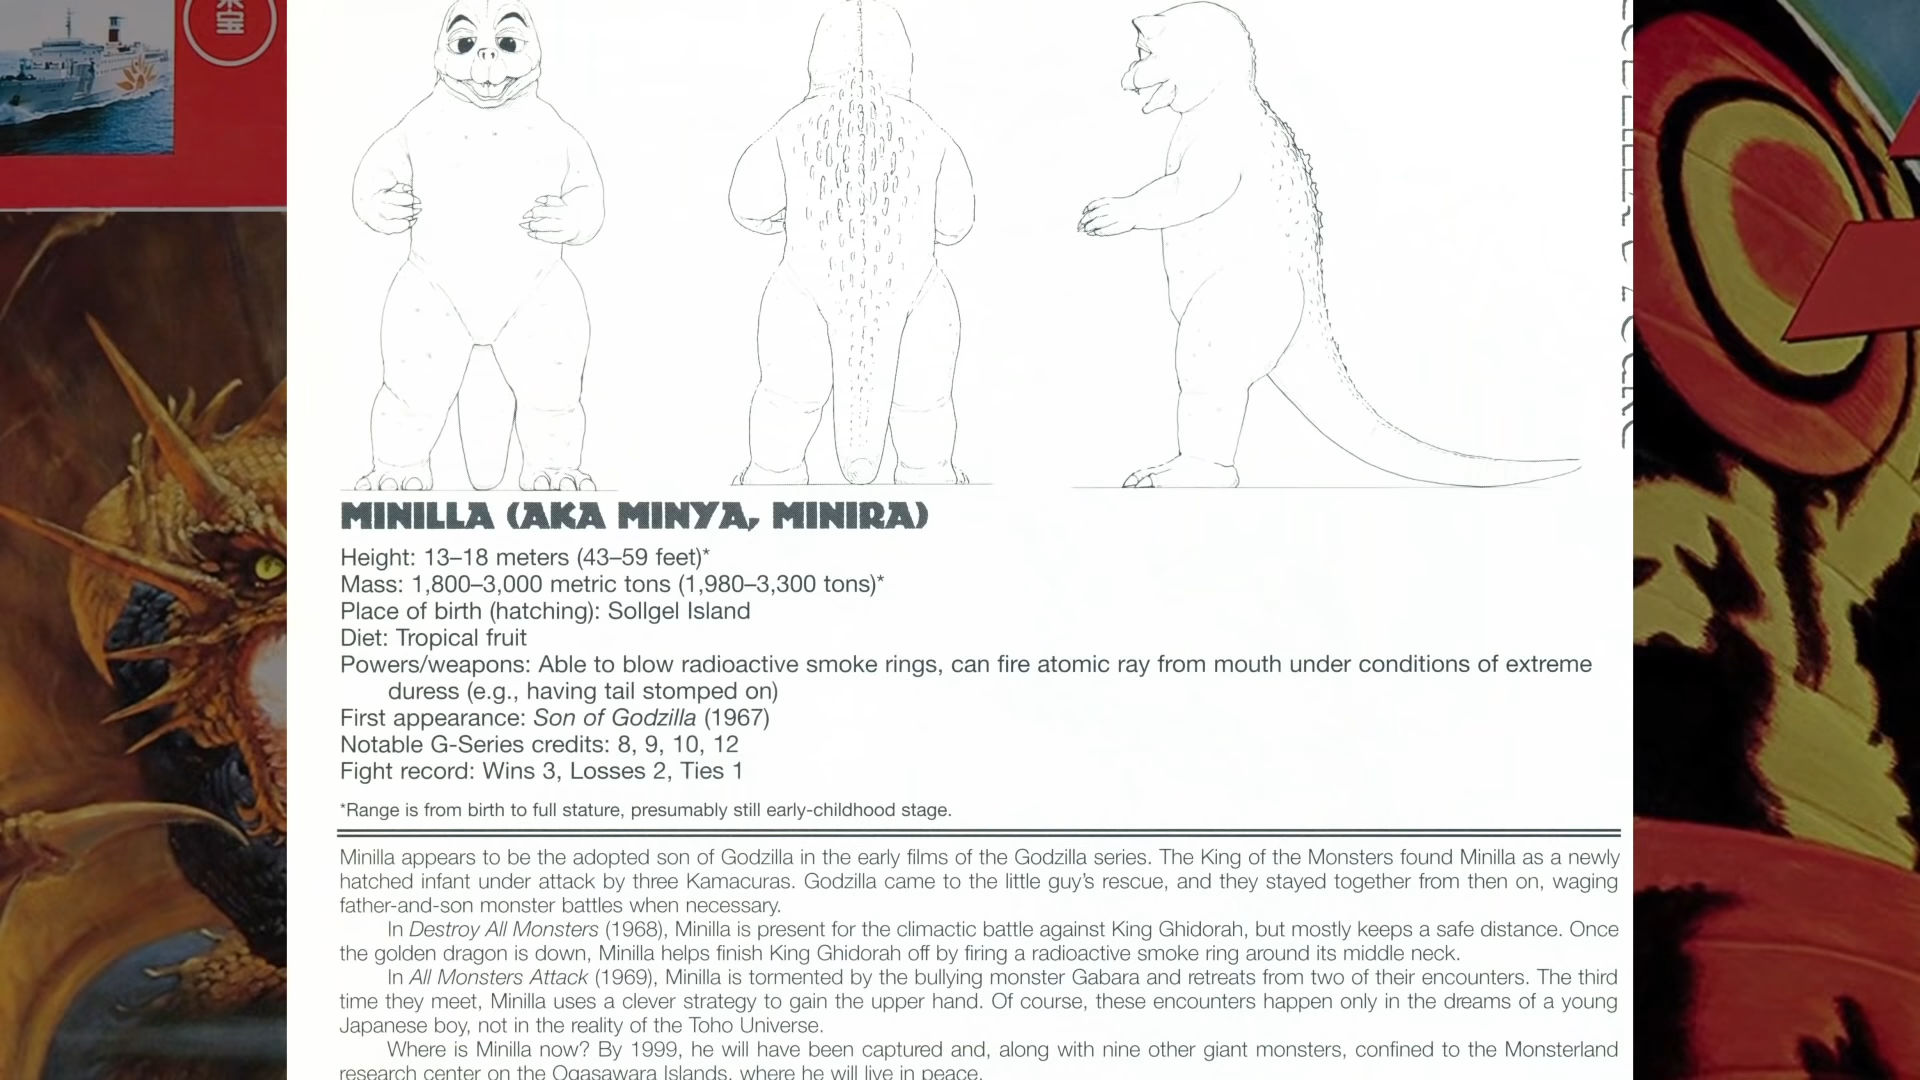 宝
MINILLA (AKA MINYA, MINIRA)
Height: 13–18 meters (43–59 feet)*
Mass: 1,800–3,000 metric tons (1,980–3,300 tons)*
Place of birth (hatching): Sollgel Island
Diet: Tropical fruit
Powers/weapons: Able to blow radioactive smoke rings, can fire atomic ray from mouth under conditions of extreme
duress (e.g., having tail stomped on)
First appearance: Son of Godzilla (1967)
Notable G-Series credits: 8, 9, 10, 12
Fight record: Wins 3, Losses 2, Ties 1
*Range is from birth to full stature, presumably still early-childhood stage.
Minilla appears to be the adopted son of Godzilla in the early films of the Godzilla series. The King of the Monsters found Minilla as a newly
hatched infant under attack by three Kamacuras. Godzilla came to the little guy's rescue, and they stayed together from then on, waging
father-and-son monster battles when necessary.
In Destroy All Monsters (1968), Minilla is present for the climactic battle against King Ghidorah, but mostly keeps a safe distance. Once
the golden dragon is down, Minilla helps finish King Ghidorah off by firing a radioactive smoke ring around its middle neck.
In All Monsters Attack (1969), Minilla is tormented by the bullying monster Gabara and retreats from two of their encounters. The third
time they meet, Minilla uses a clever strategy to gain the upper hand. Of course, these encounters happen only in the dreams of a young
Japanese boy, not in the reality of the Toho Universe.
Where is Minilla now? By 1999, he will have been captured and, along with nine other giant monsters, confined to the Monsterland
research center on the Ogasawara Islands, where he will live in peace.